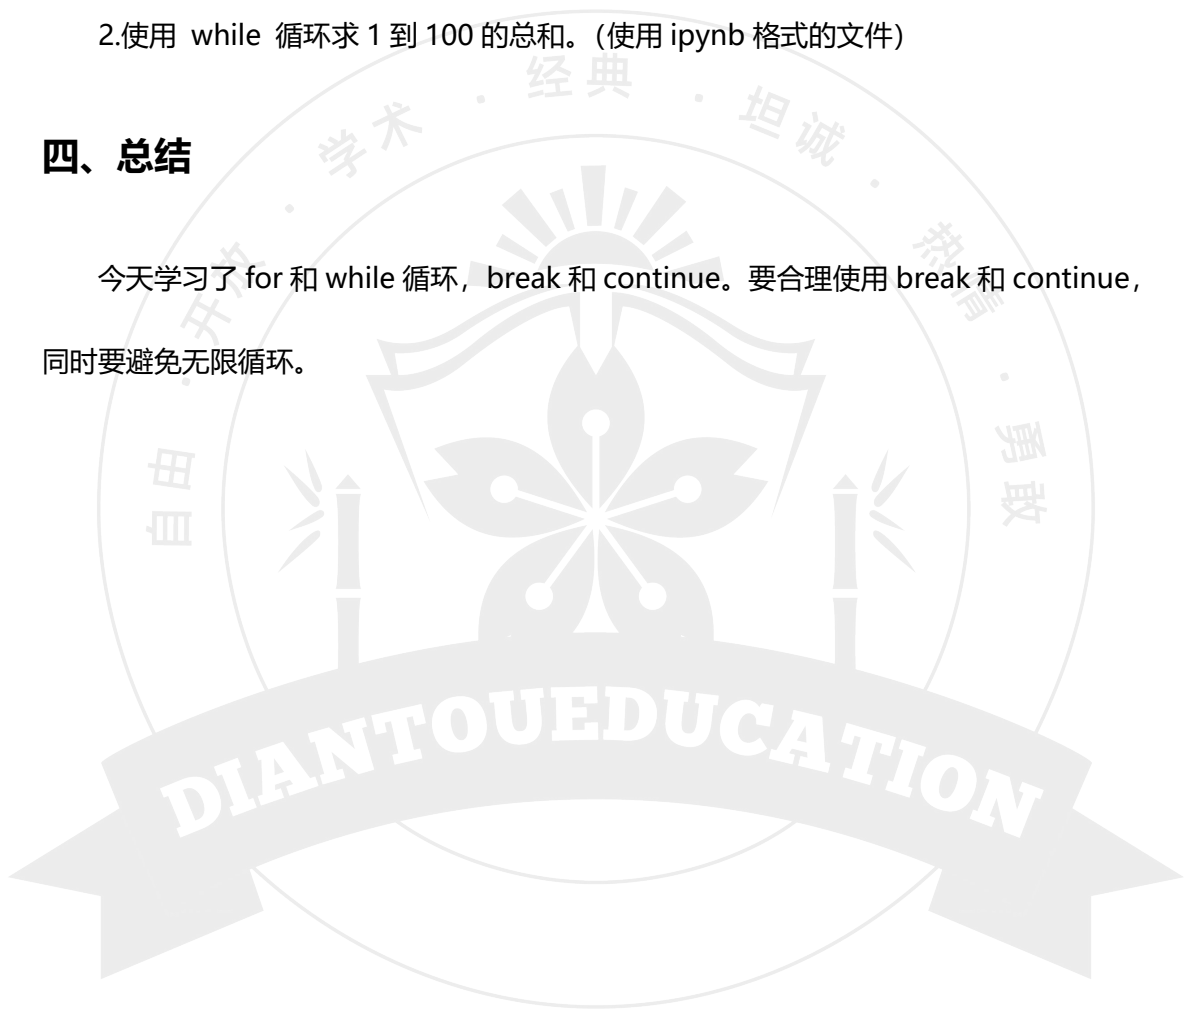 2.使用 while 循环求 1 到 100 的总和。（使用 ipynb 格式的文件）
四、总结
今天学习了 for 和 while 循环，break 和 continue。要合理使用 break 和 continue，
同时要避免无限循环。
自由 · 开放 · 学术 · 经典 · 坦诚 · 热情 · 勇敢
DIANTOUEDUCATION